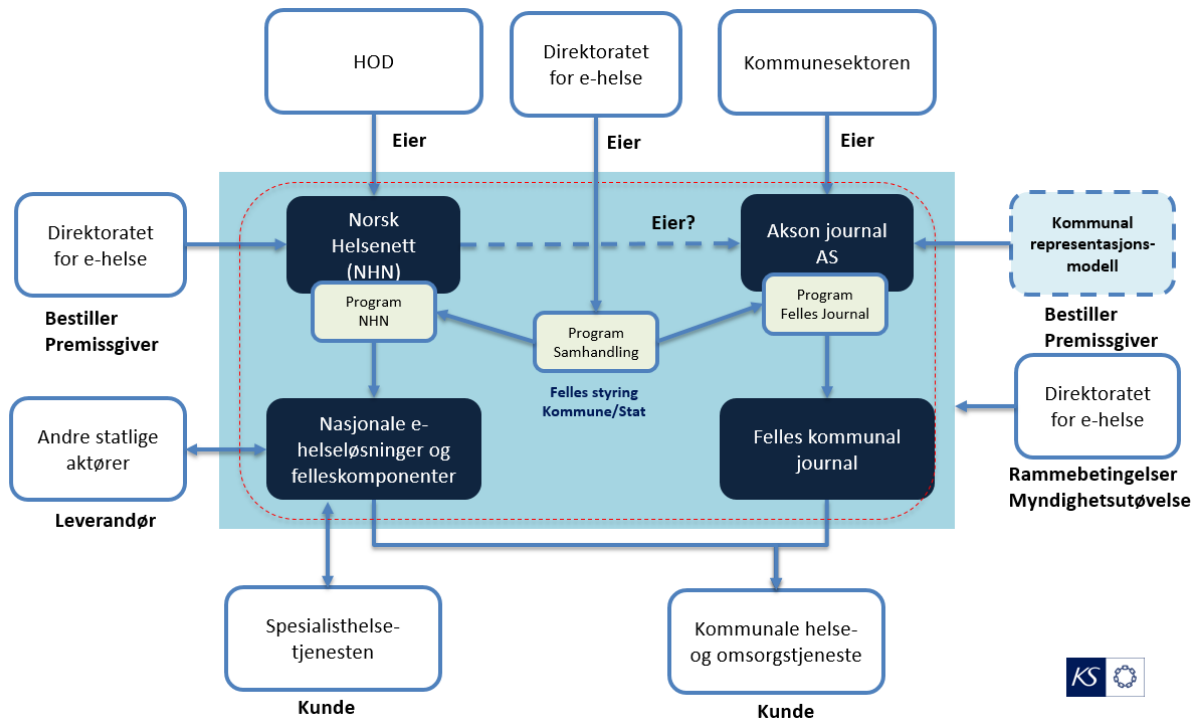 HOD
Direktoratet
for e-helse
Kommunesektoren
Eier
Eier
Eier
Direktoratet
for e-helse
Bestiller
Premissgiver
Norsk
Helsenett
(NHN)
Program
NHN
Eier?
Akson journal
AS
Program
Felles Journal
Kommunal
representasjons-
modell
Bestiller
Premissgiver
Program
Samhandling
Felles styring
Kommune/Stat
Andre statlige
aktører
Leverandør
Nasjonale e-
helseløsninger og
felleskomponenter
Felles kommunal
journal
Direktoratet
for e-helse
Rammebetingelser
Myndighetsutøvelse
Spesialisthelse-
tjenesten
Kunde
Kommunale helse-
og omsorgstjeneste
Kunde
KS